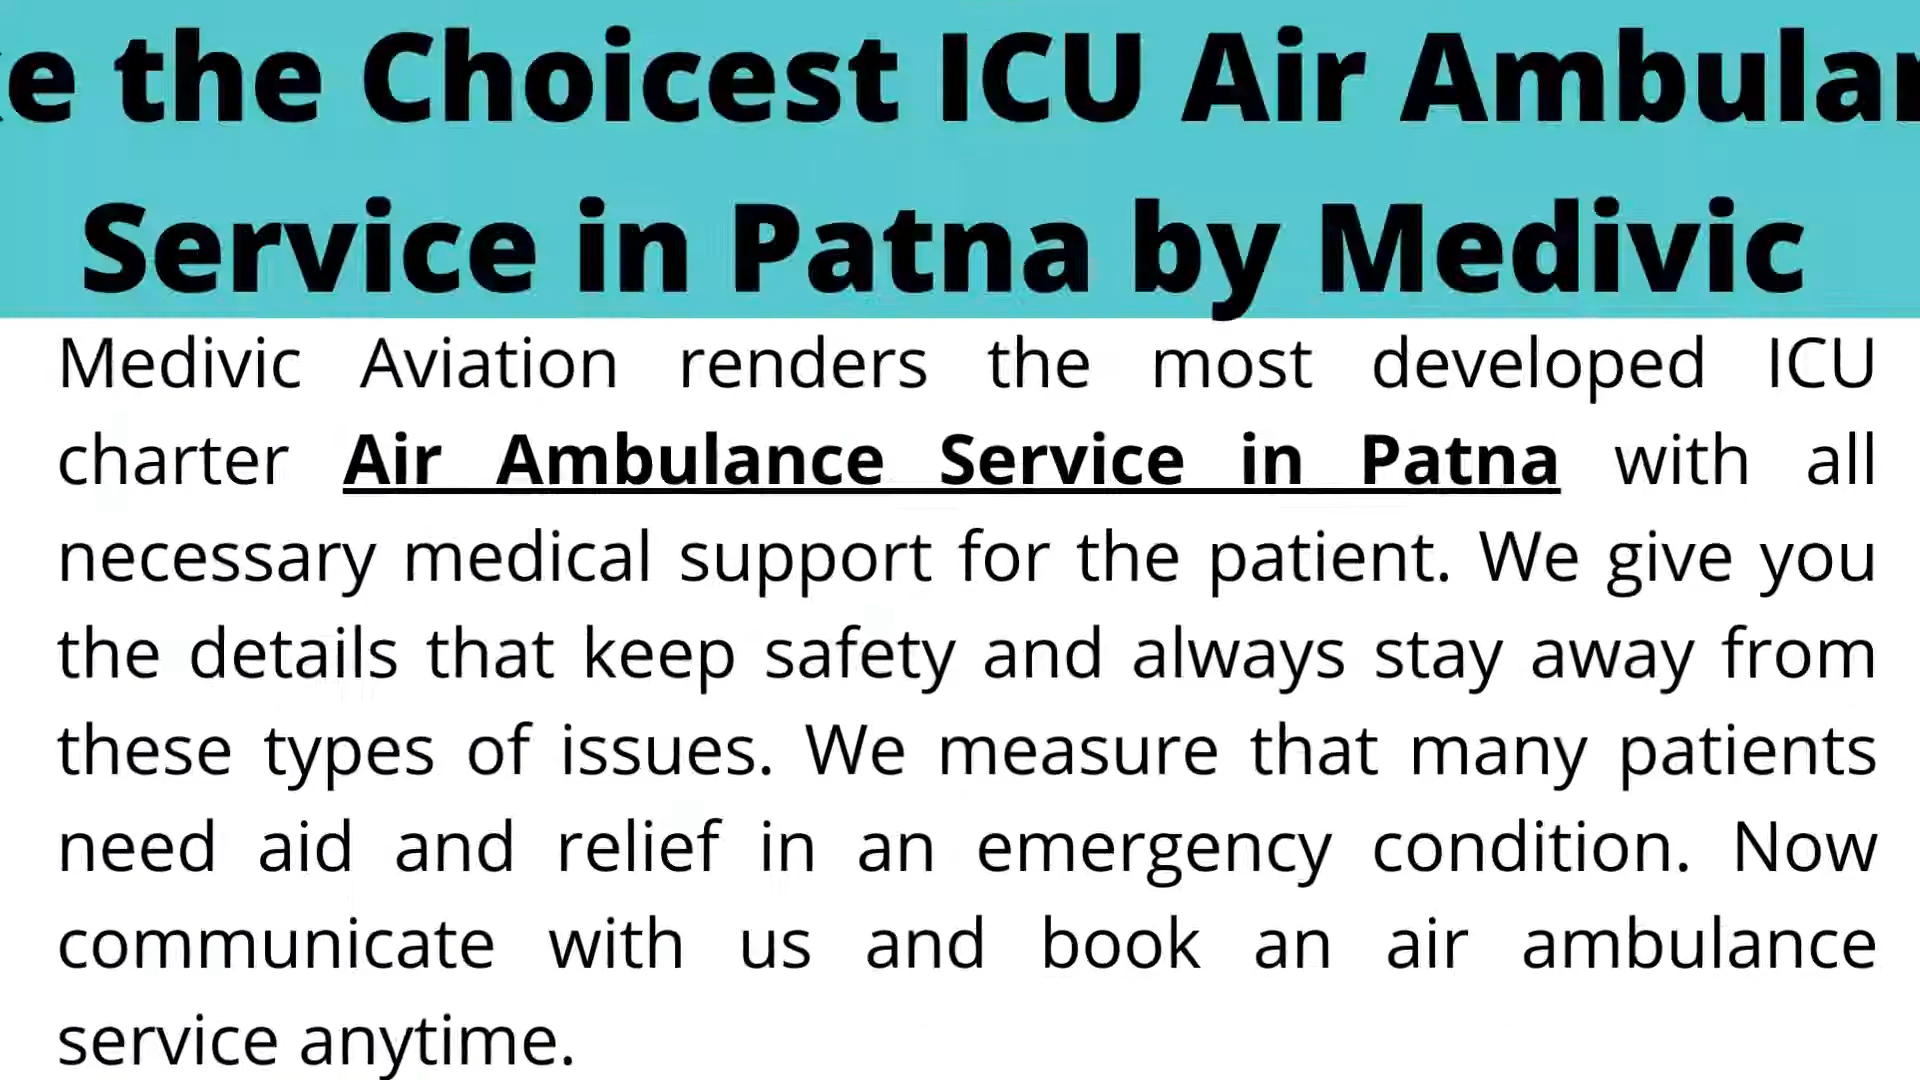 e the Choicest ICU Air Ambulan
Service in Patna by Medivic
Medivic Aviation renders the most developed ICU
charter Air Ambulance Service in Patna with all
necessary medical support for the patient. We give you
the details that keep safety and always stay away from
these types of issues. We measure that many patients
need aid and relief in an emergency condition. Now
communicate with us and book an air ambulance
service anytime.